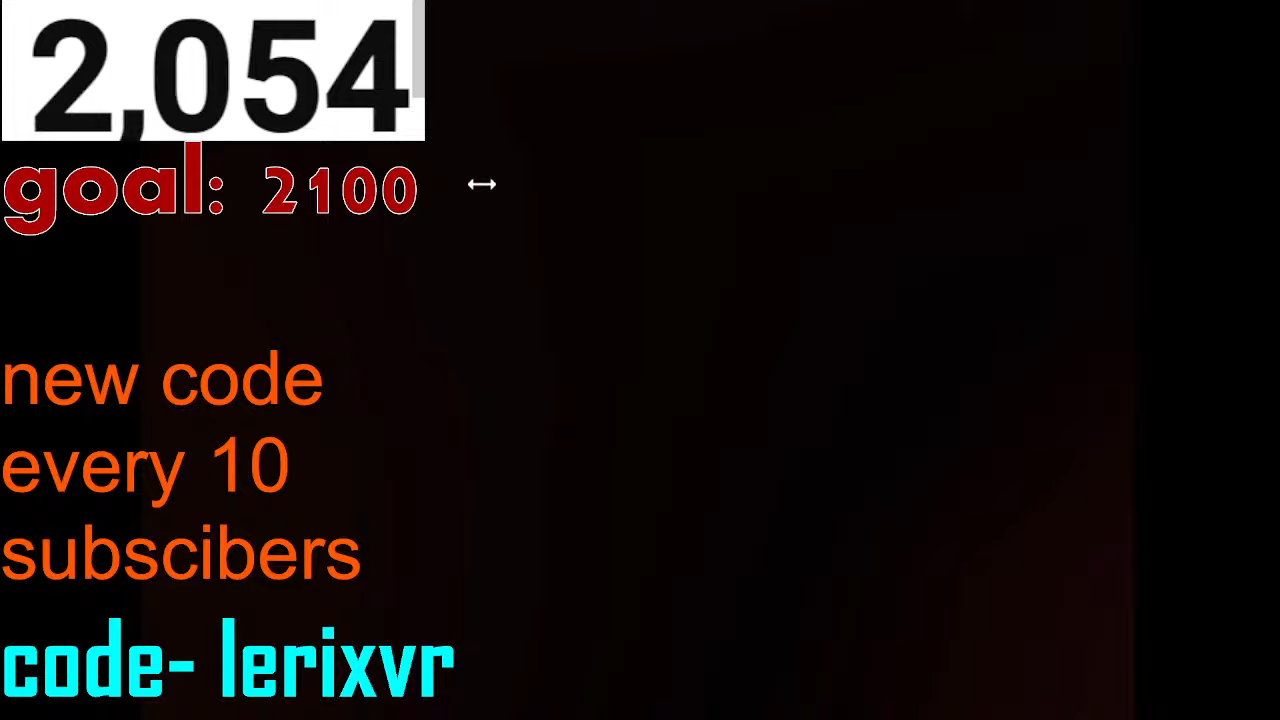 2,054
goal: 2100
new code
every 10
subscibers
code- lerixvr